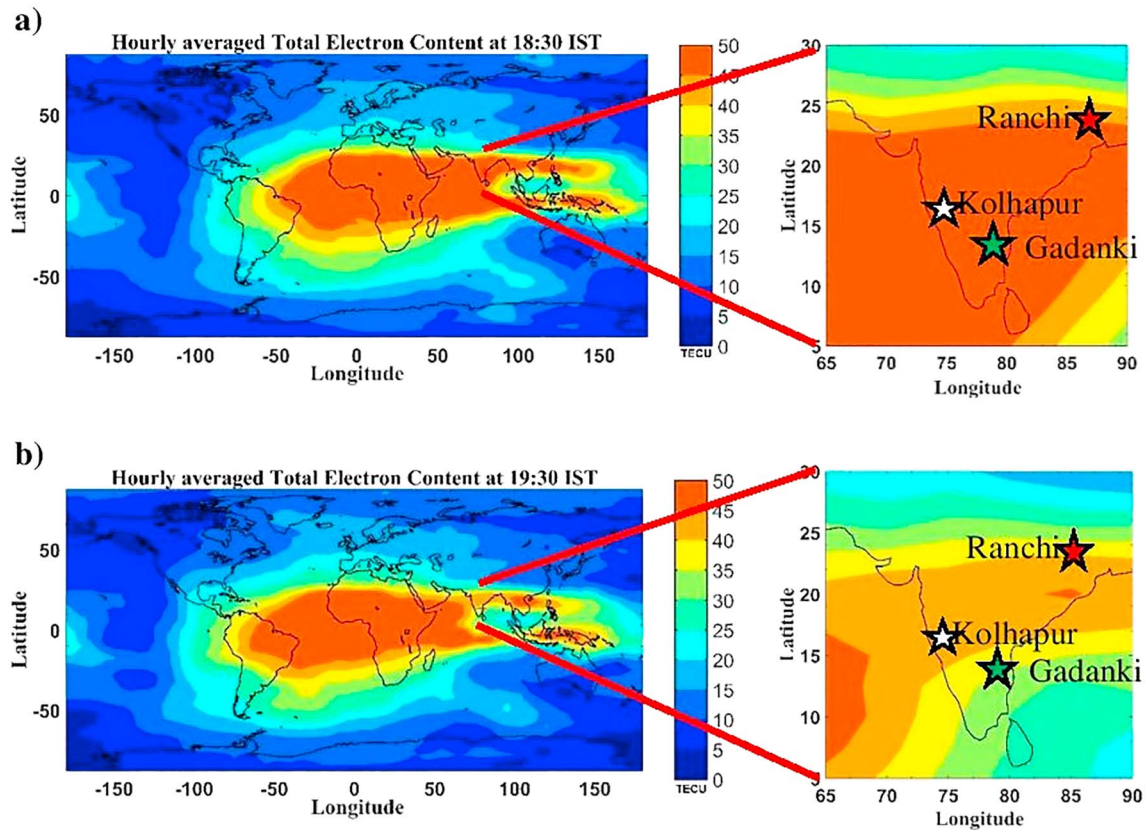 a)
Hourly averaged Total Electron Content at 18:30 IST
50
0
-50
Latitude
-150 -100 -50 0 50 100 150
Longitude
50
45
40
35
30
25
20
15
10
5
0
TECU
30
25
20
15
10
5
Latitude
Ranchi
Kolhapur
Gadanki
65 70 75 80 85 90
Longitude
b)
Hourly averaged Total Electron Content at 19:30 IST
50
0
-50
Latitude
-150 -100 -50 0 50 100 150
Longitude
50
45
40
35
30
25
20
15
10
5
0
TECU
30
25
20
15
10
5
Latitude
Ranchi
Kolhapur
Gadanki
65 70 75 80 85 90
Longitude